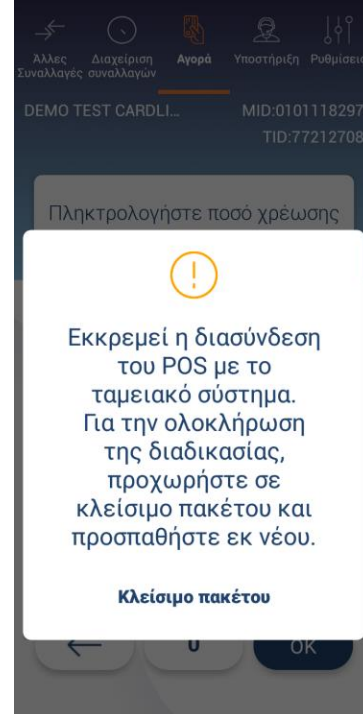 Άλλες Συναλλαγές
Διαχείριση συναλλαγών
Αγορά
Υποστήριξη
Ρυθμίσεις
DEMO TEST CARDLI...
MID:0101118297
TID:77212708
Πληκτρολογήστε ποσό χρέωσης
Εκκρεμεί η διασύνδεση
του POS με το
ταμειακό σύστημα.
Για την ολοκλήρωση
της διαδικασίας,
προχωρήστε σε
κλείσιμο πακέτου και
προσπαθήστε εκ νέου.
Κλείσιμο πακέτου
0
OK